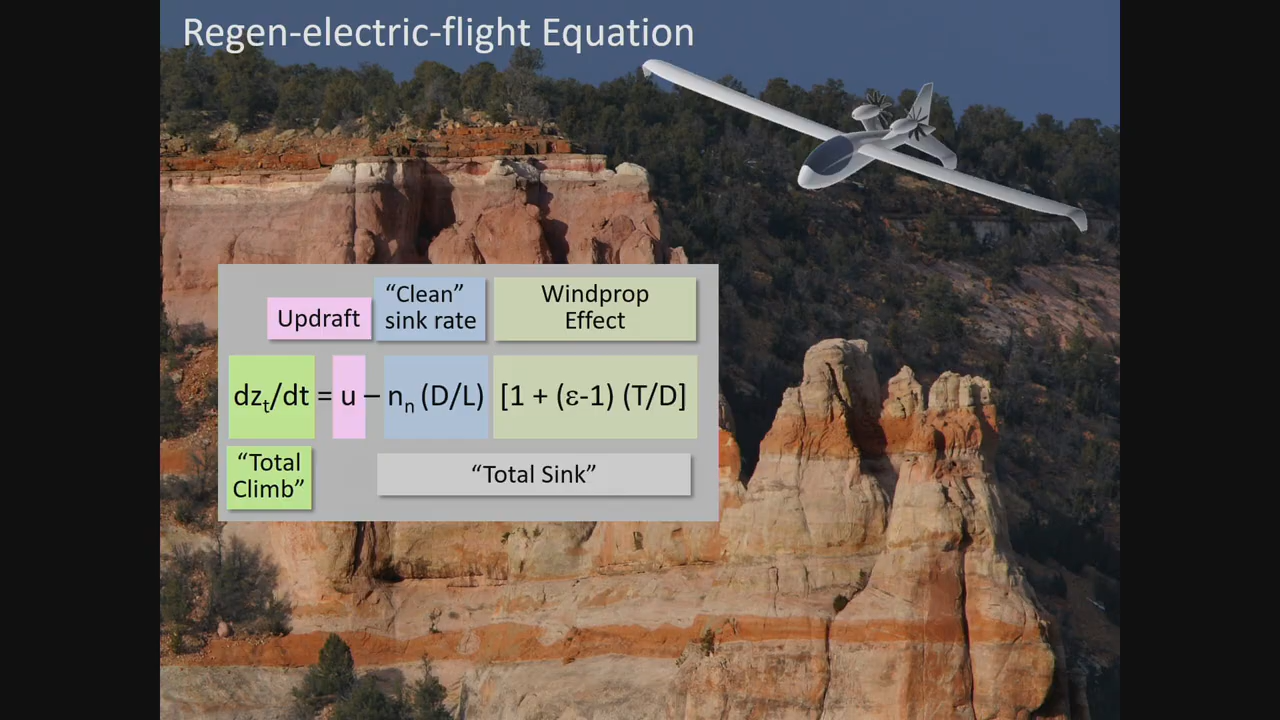 Regen-electric-flight Equation
Updraft
“Clean”
sink rate
Windprop
Effect
dzt/dt = u – nn (D/L) [1 + (ε-1) (T/D]
“Total
Climb”
“Total Sink”